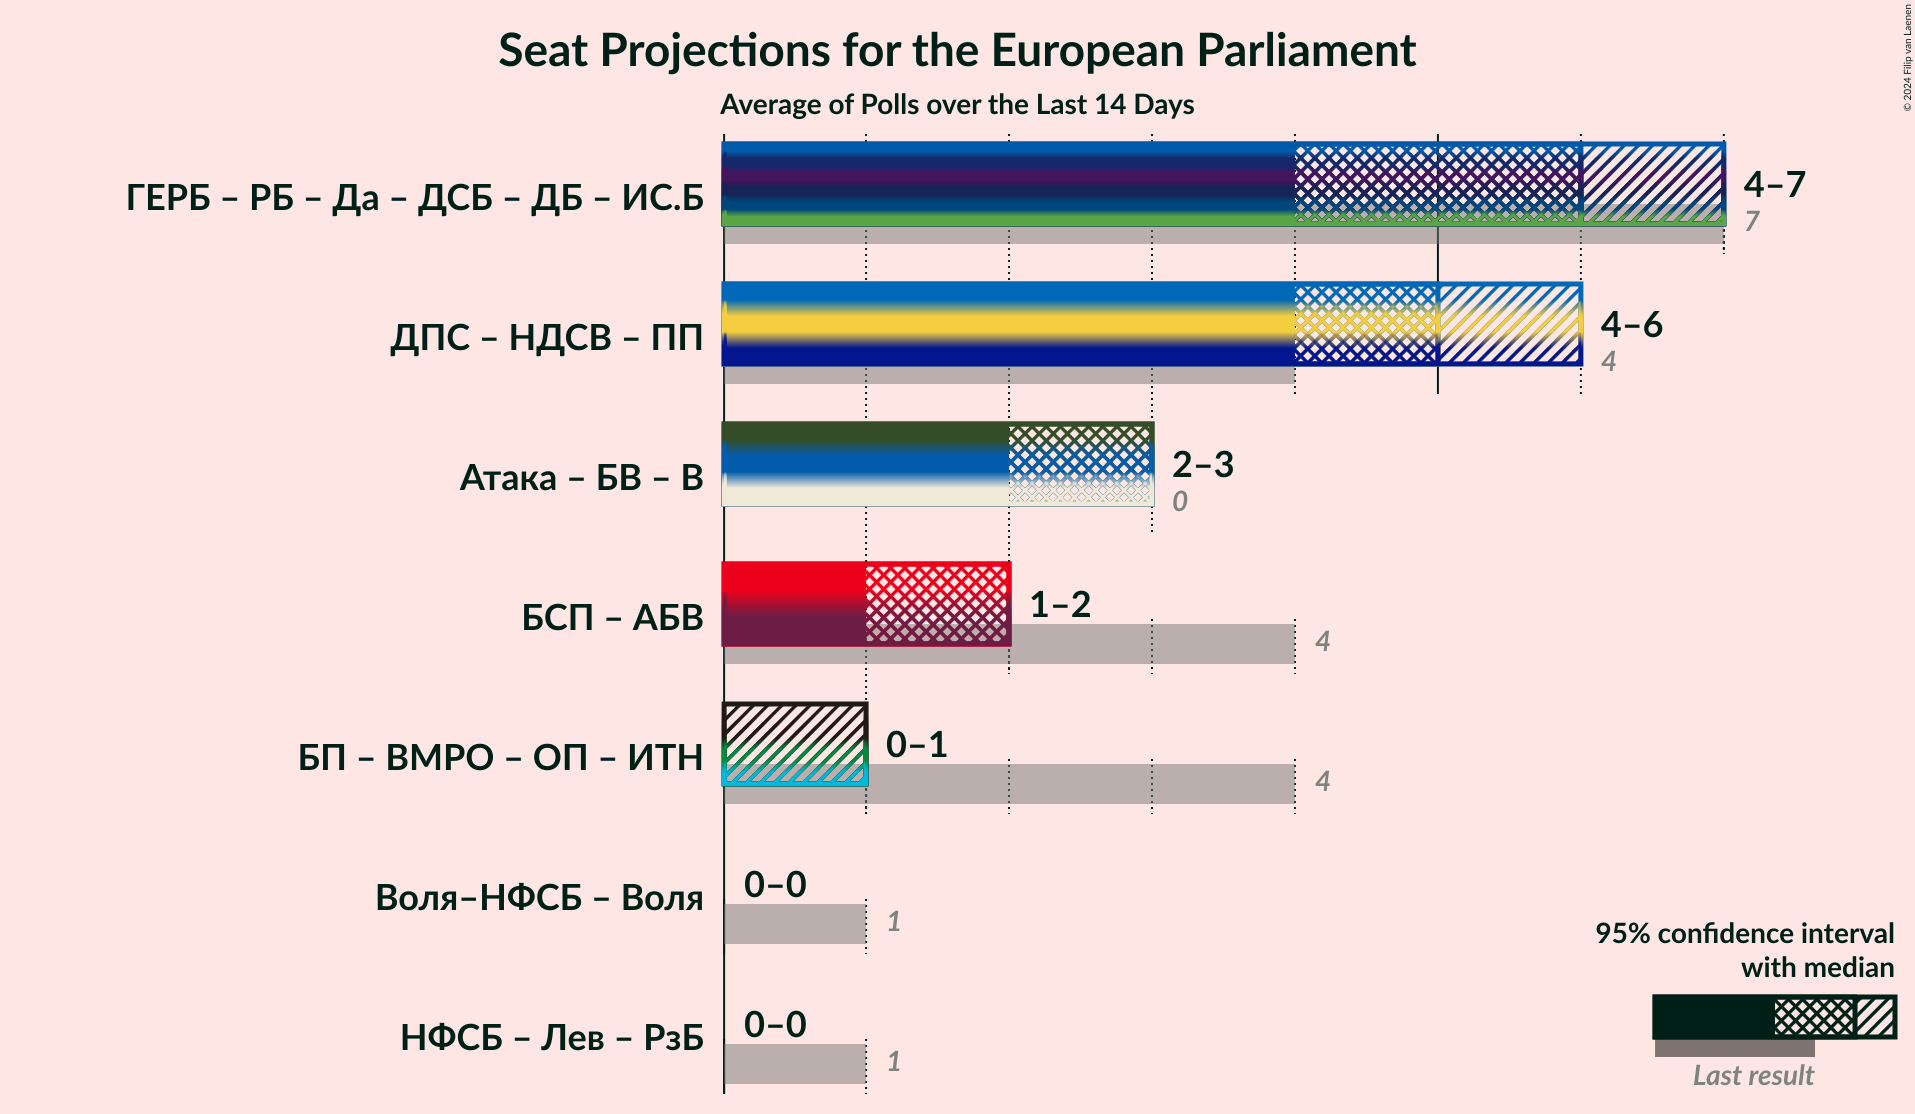 Seat Projections for the European Parliament
Average of Polls over the Last 14 Days
© 2024 Filip van Laenen
ГЕРБ – РБ – Да – ДСБ – ДБ – ИС.Б
4–7
7
ДПС – НДСВ – ПП
4–6
4
Атака – БВ – В
2–3
0
БСП – АБВ
1–2
4
БП – ВМРО – ОП – ИТН
0–1
4
Воля–НФСБ – Воля
0–0
1
НФСБ – Лев – РзБ
0–0
1
95% confidence interval
with median
Last result